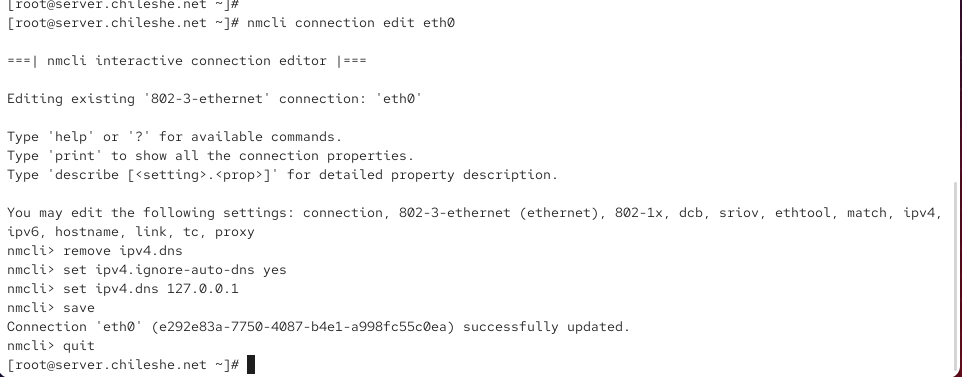 [root@server.chileshe.net ~]#
[root@server.chileshe.net ~]# nmcli connection edit eth0
===| nmcli interactive connection editor |===
Editing existing '802-3-ethernet' connection: 'eth0'
Type 'help' or '?' for available commands.
Type 'print' to show all the connection properties.
Type 'describe [<setting>.<prop>]' for detailed property description.
You may edit the following settings: connection, 802-3-ethernet (ethernet), 802-1x, dcb, sriov, ethtool, match, ipv4,
ipv6, hostname, link, tc, proxy
nmcli> remove ipv4.dns
nmcli> set ipv4.ignore-auto-dns yes
nmcli> set ipv4.dns 127.0.0.1
nmcli> save
Connection 'eth0' (e292e83a-7750-4087-b4e1-a998fc55c0ea) successfully updated.
nmcli> quit
[root@server.chileshe.net ~]#